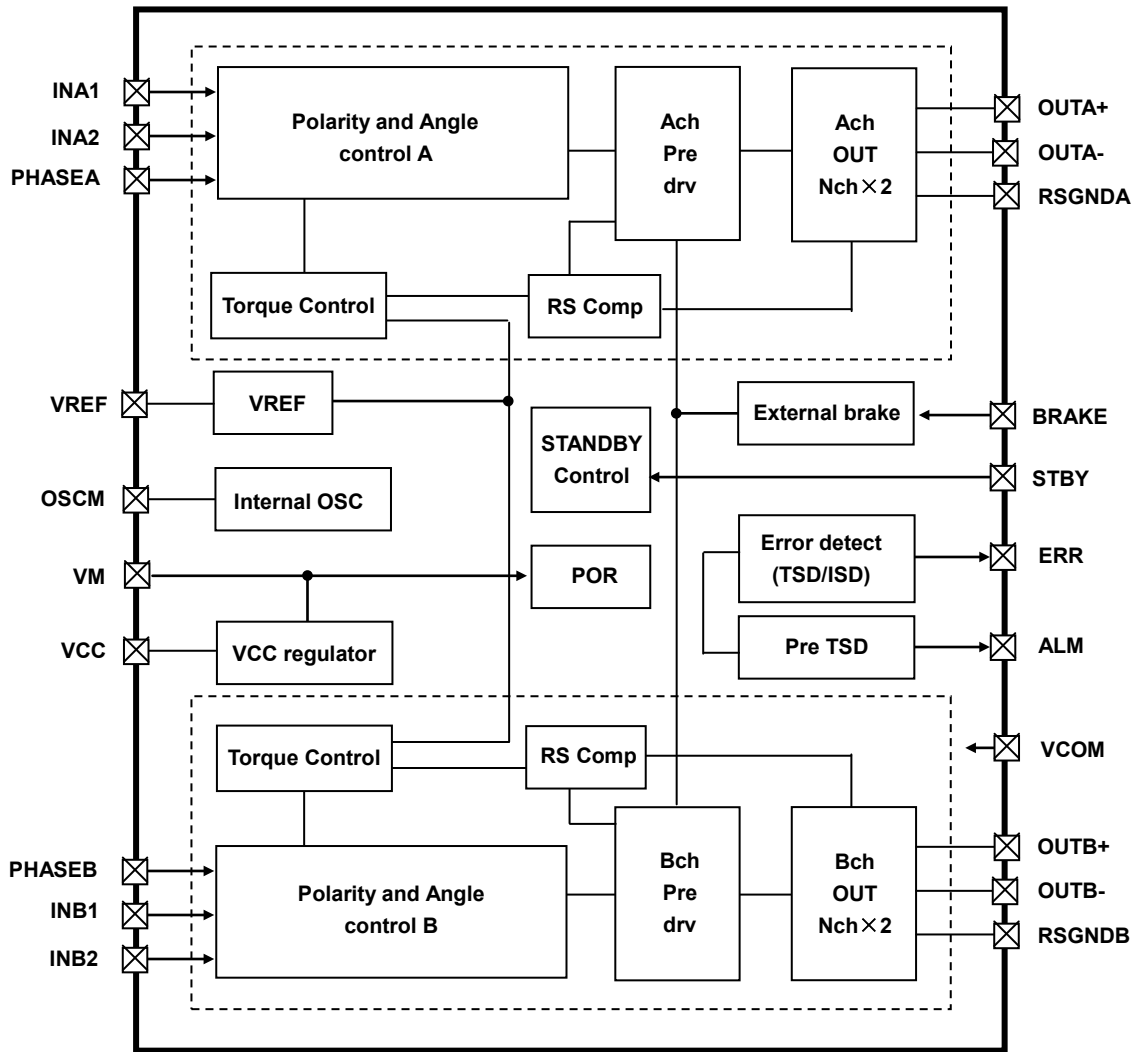 INA1
INA2
PHASEA
Polarity and Angle
control A
Ach
Pre
drv
Ach
OUT
Nch×2
OUTA+
OUTA-
RSGNDA
Torque Control
RS Comp
VREF
VREF
External brake
BRAKE
STANDBY
Control
STBY
OSCM
Internal OSC
VM
POR
Error detect
(TSD/ISD)
ERR
VCC
VCC regulator
Pre TSD
ALM
Torque Control
RS Comp
VCOM
PHASEB
INB1
INB2
Polarity and Angle
control B
Bch
Pre
drv
Bch
OUT
Nch×2
OUTB+
OUTB-
RSGNDB